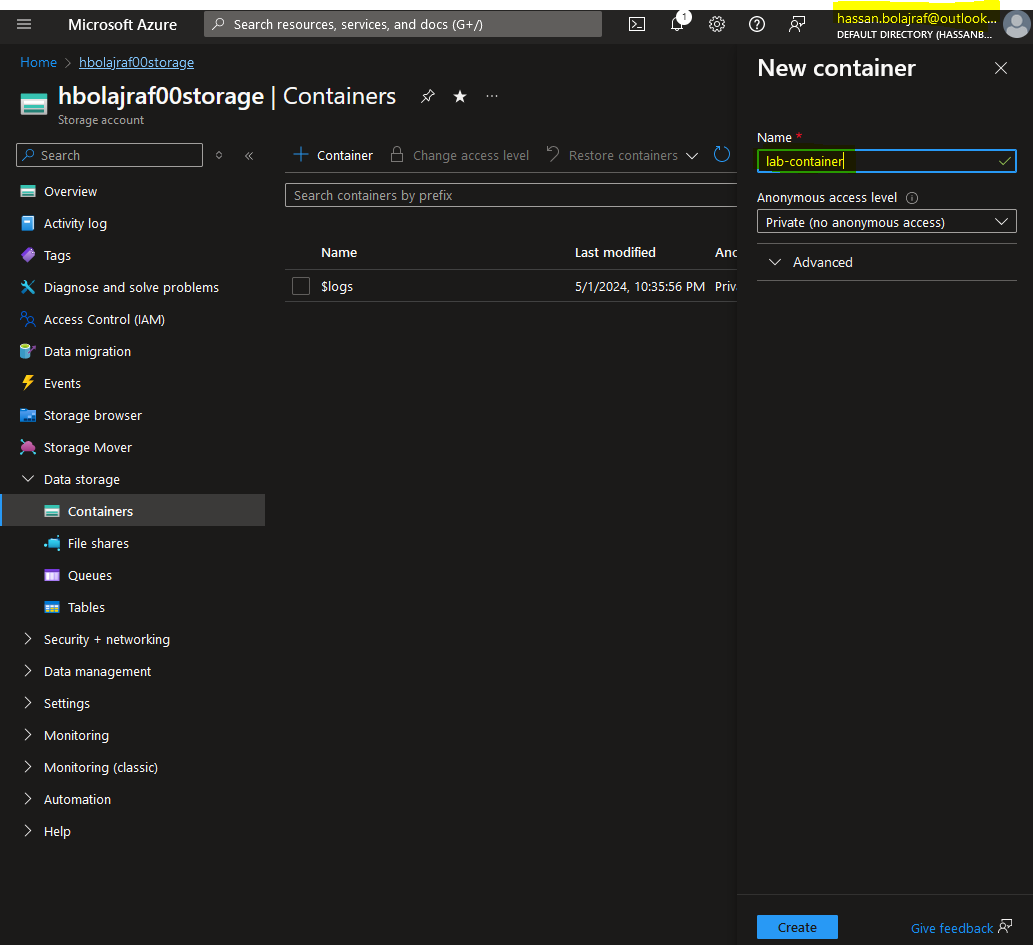 Microsoft Azure
Search resources, services, and docs (G+/)
1
hassan.bolajraf@outlook...
DEFAULT DIRECTORY (HASSANB...
Home > hbolajraf00storage
hbolajraf00storage | Containers
...
Storage account
Search
Overview
Activity log
Tags
Diagnose and solve problems
Access Control (IAM)
Data migration
Events
Storage browser
Storage Mover
Data storage
Containers
File shares
Queues
Tables
Security + networking
Data management
Settings
Monitoring
Monitoring (classic)
Automation
Help
Container
Change access level
Restore containers
Search containers by prefix
Name Last modified Ano
$logs 5/1/2024, 10:35:56 PM Priva
New container
Name *
lab-container
Anonymous access level
Private (no anonymous access)
Advanced
Create
Give feedback